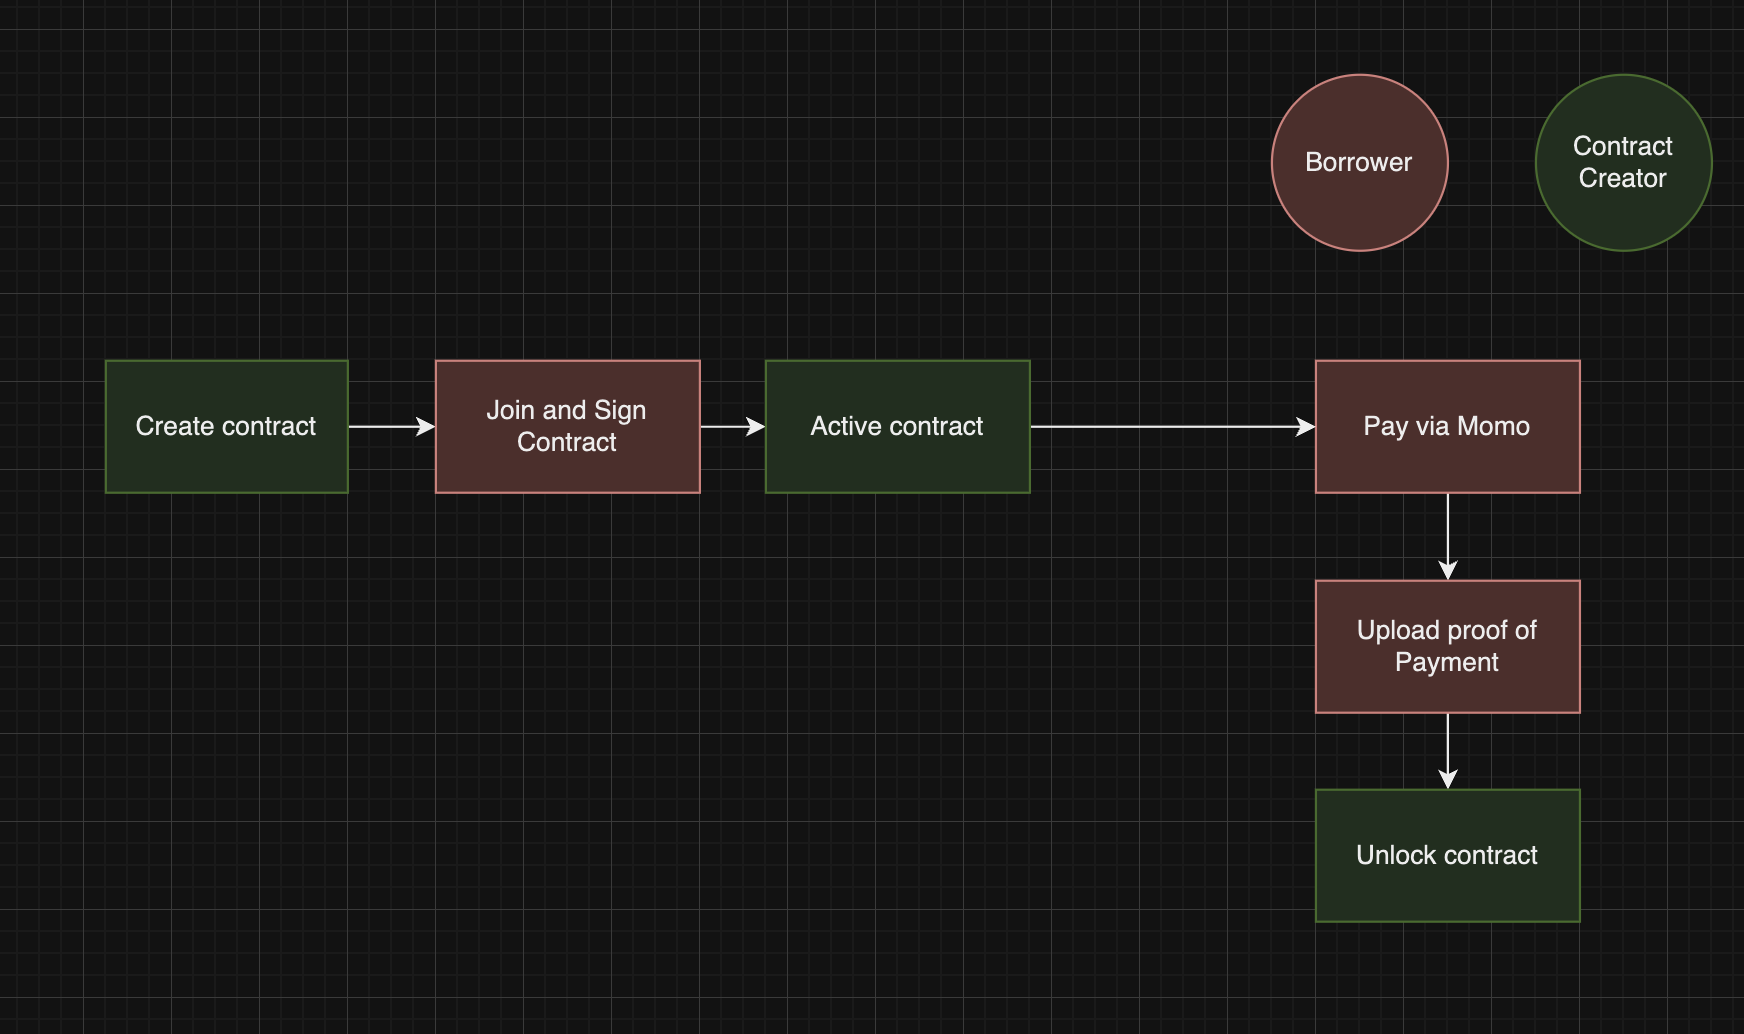 Borrower
Contract
Creator
Create contract
Join and Sign
Contract
Active contract
Pay via Momo
Upload proof of
Payment
Unlock contract